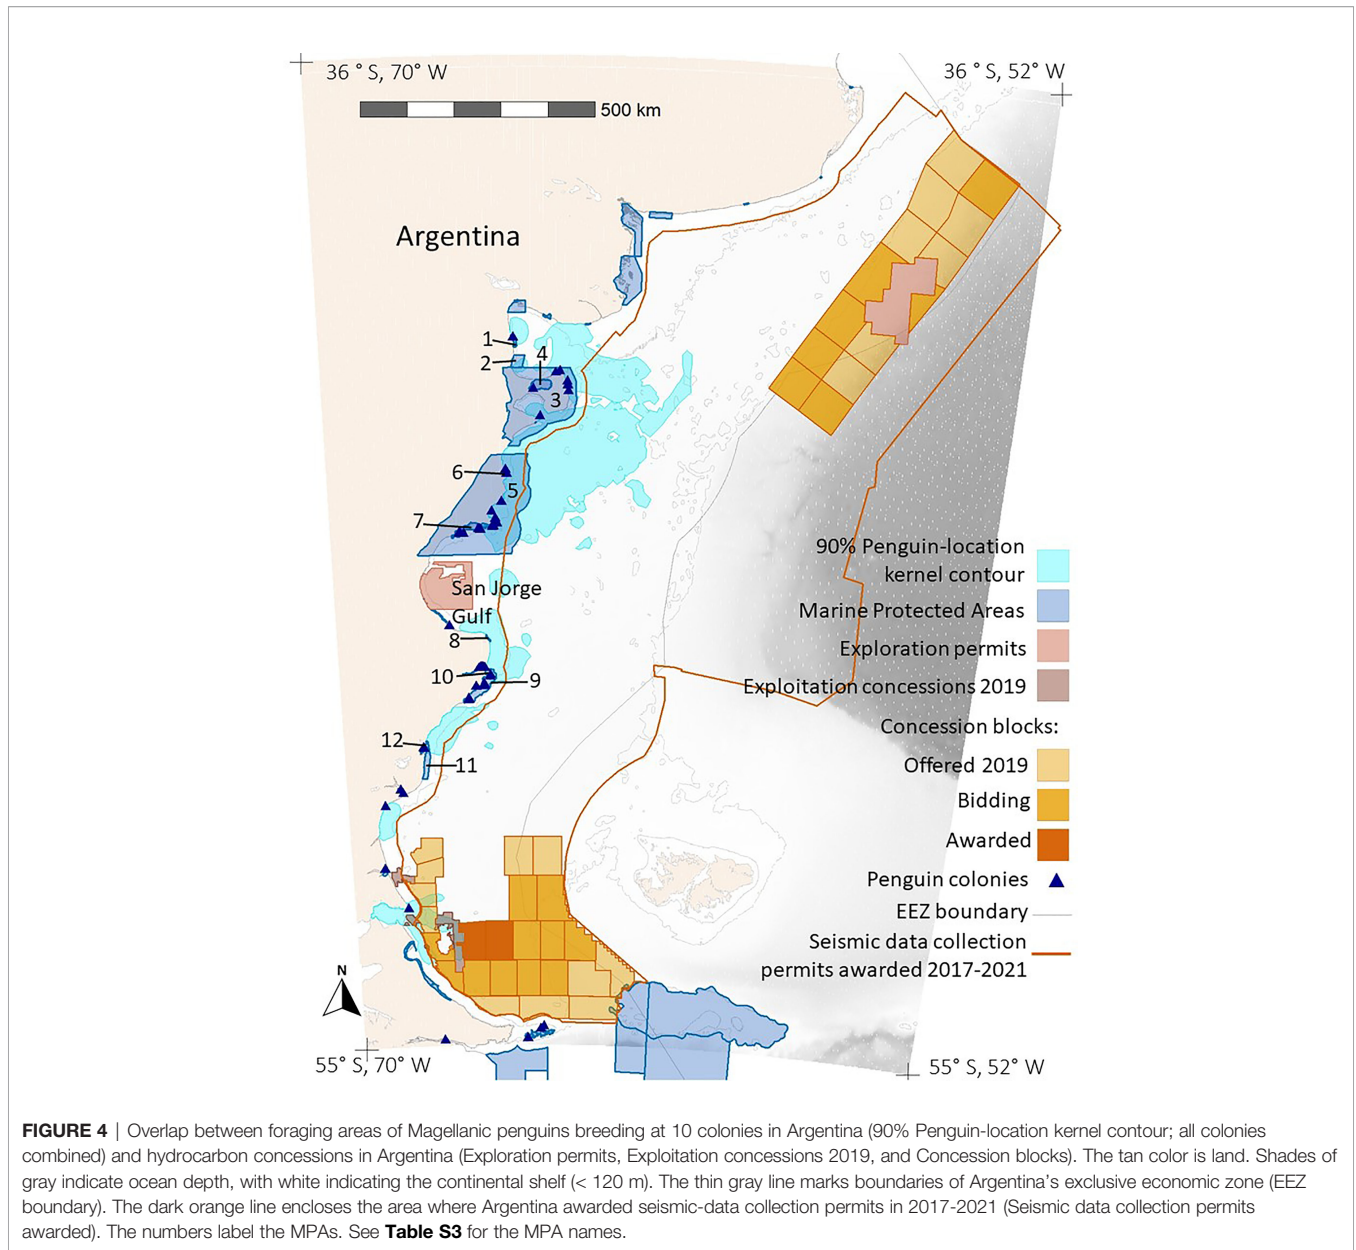 36 ° S, 70° W
36 ° S, 52° W
500 km
Argentina
1
2
4
3
6
5
7
San Jorge
Gulf
8
10
9
12
11
90% Penguin-location
kernel contour
Marine Protected Areas
Exploration permits
Exploitation concessions 2019
Concession blocks:
Offered 2019
Bidding
Awarded
Penguin colonies
EEZ boundary
Seismic data collection
permits awarded 2017-2021
N
55° S, 70° W
55° S, 52° W
FIGURE 4 | Overlap between foraging areas of Magellanic penguins breeding at 10 colonies in Argentina (90% Penguin-location kernel contour; all colonies
combined) and hydrocarbon concessions in Argentina (Exploration permits, Exploitation concessions 2019, and Concession blocks). The tan color is land. Shades of
gray indicate ocean depth, with white indicating the continental shelf (< 120 m). The thin gray line marks boundaries of Argentina's exclusive economic zone (EEZ
boundary). The dark orange line encloses the area where Argentina awarded seismic-data collection permits in 2017-2021 (Seismic data collection permits
awarded). The numbers label the MPAs. See Table S3 for the MPA names.